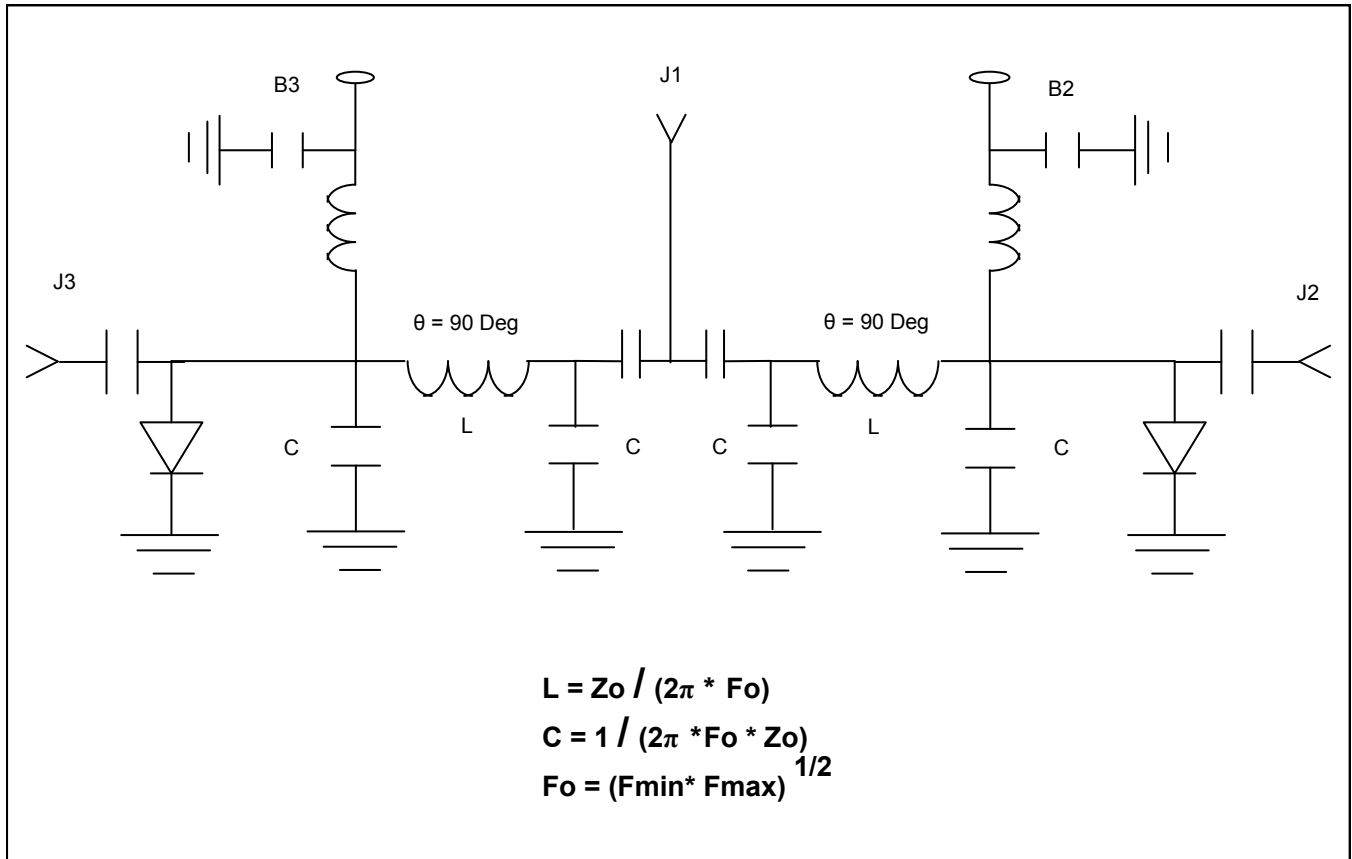 B3
J1
B2
J3
J2
θ = 90 Deg
θ = 90 Deg
L
L
C
C
C
C
L = Zo / (2π * Fo)
C = 1 / (2π *Fo * Zo)
Fo = (Fmin* Fmax) 1/2